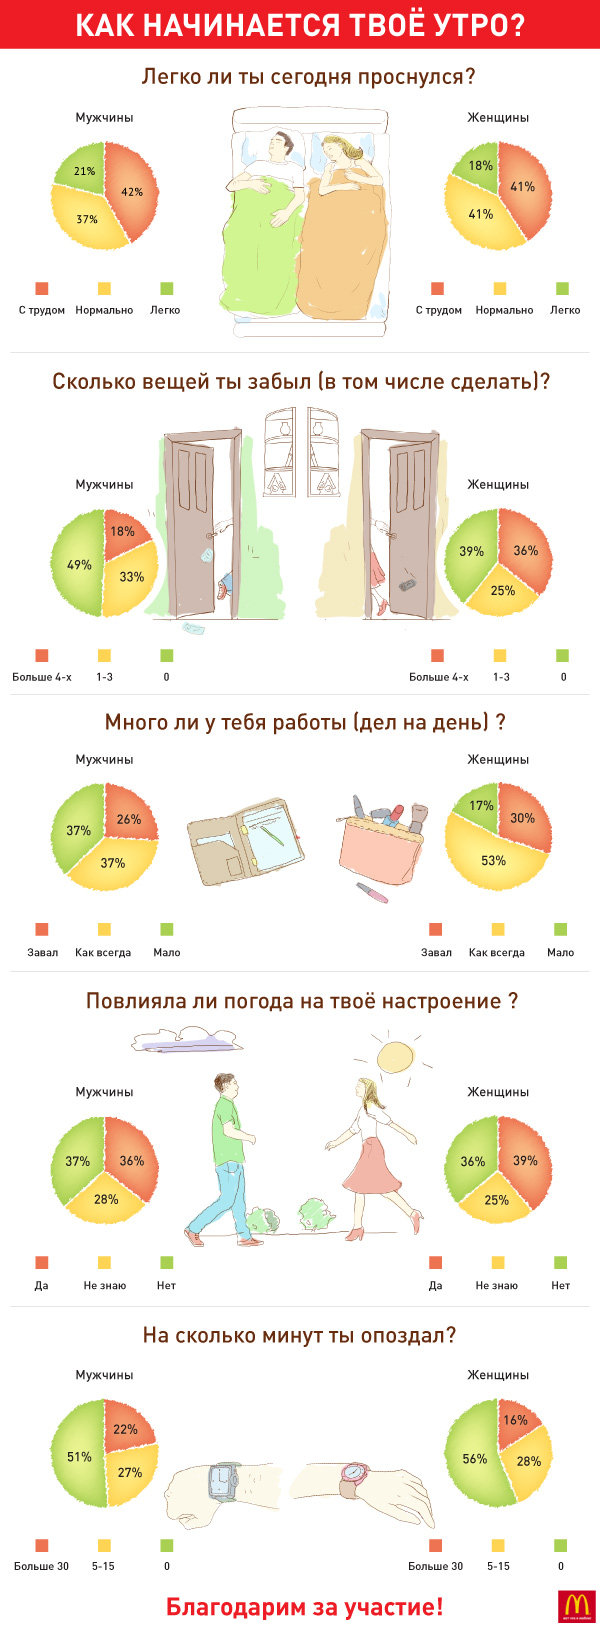 КАК НАЧИНАЕТСЯ ТВОЁ УТРО?
Легко ли ты сегодня проснулся?
Мужчины
Женщины
21%
42%
37%
18%
41%
41%
С трудом Нормально Легко
С трудом Нормально Легко
Сколько вещей ты забыл (в том числе сделать)?
Мужчины
Женщины
18%
49%
33%
39%
36%
25%
Больше 4-х 1-3 0
Больше 4-х 1-3 0
Много ли у тебя работы (дел на день) ?
Мужчины
Женщины
26%
37%
37%
17%
30%
53%
Завал Как всегда Мало
Завал Как всегда Мало
Повлияла ли погода на твоё настроение ?
Мужчины
Женщины
37%
36%
28%
36%
39%
25%
Да Не знаю Нет
Да Не знаю Нет
На сколько минут ты опоздал?
Мужчины
Женщины
22%
51%
27%
16%
56%
28%
Больше 30 5-15 0
Больше 30 5-15 0
Благодарим за участие!